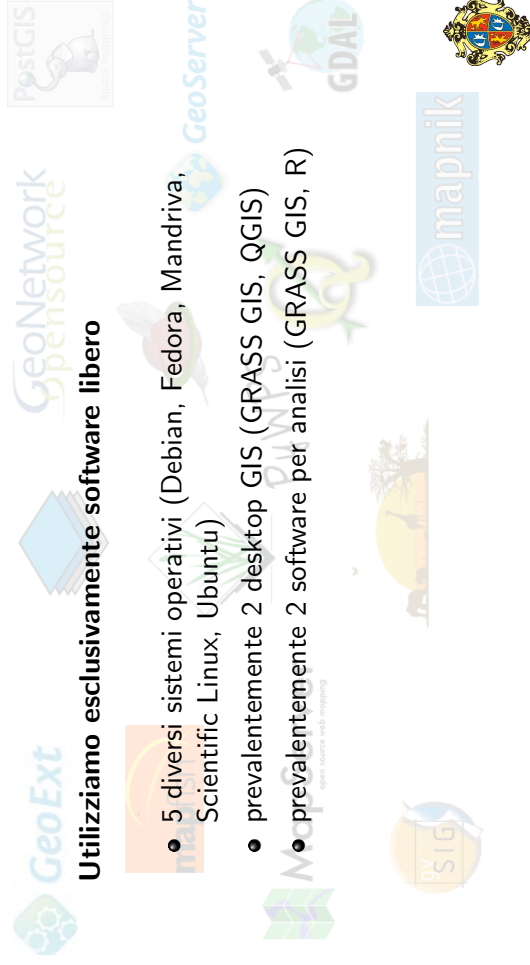 Utilizziamo esclusivamente software libero
• 5 diversi sistemi operativi (Debian, Fedora, Mandriva,
Scientific Linux, Ubuntu)
• prevalentemente 2 desktop GIS (GRASS GIS, QGIS)
• prevalentemente 2 software per analisi (GRASS GIS, R)
GeoExt
GeoNetwork
opensource
PostGIS
GeoServer
GDAL
MapServer
open source web mapping
gv
SIG
mapnik